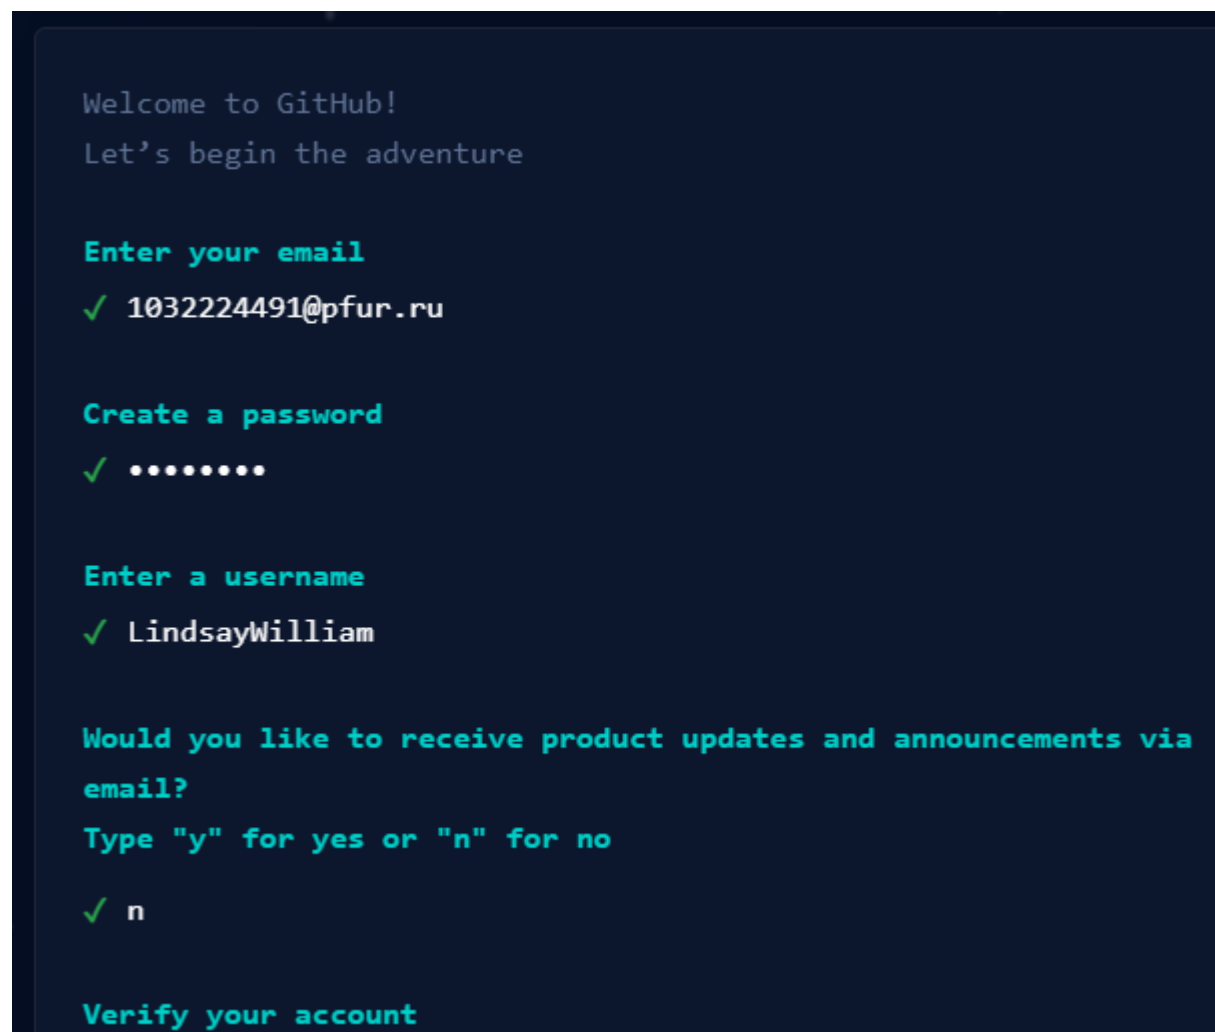 Welcome to GitHub!
Let’s begin the adventure
Enter your email
✓ 1032224491@pfur.ru
Create a password
✓ ••••••••
Enter a username
✓ LindsayWilliam
Would you like to receive product updates and announcements via
email?
Type "y" for yes or "n" for no
✓ n
Verify your account